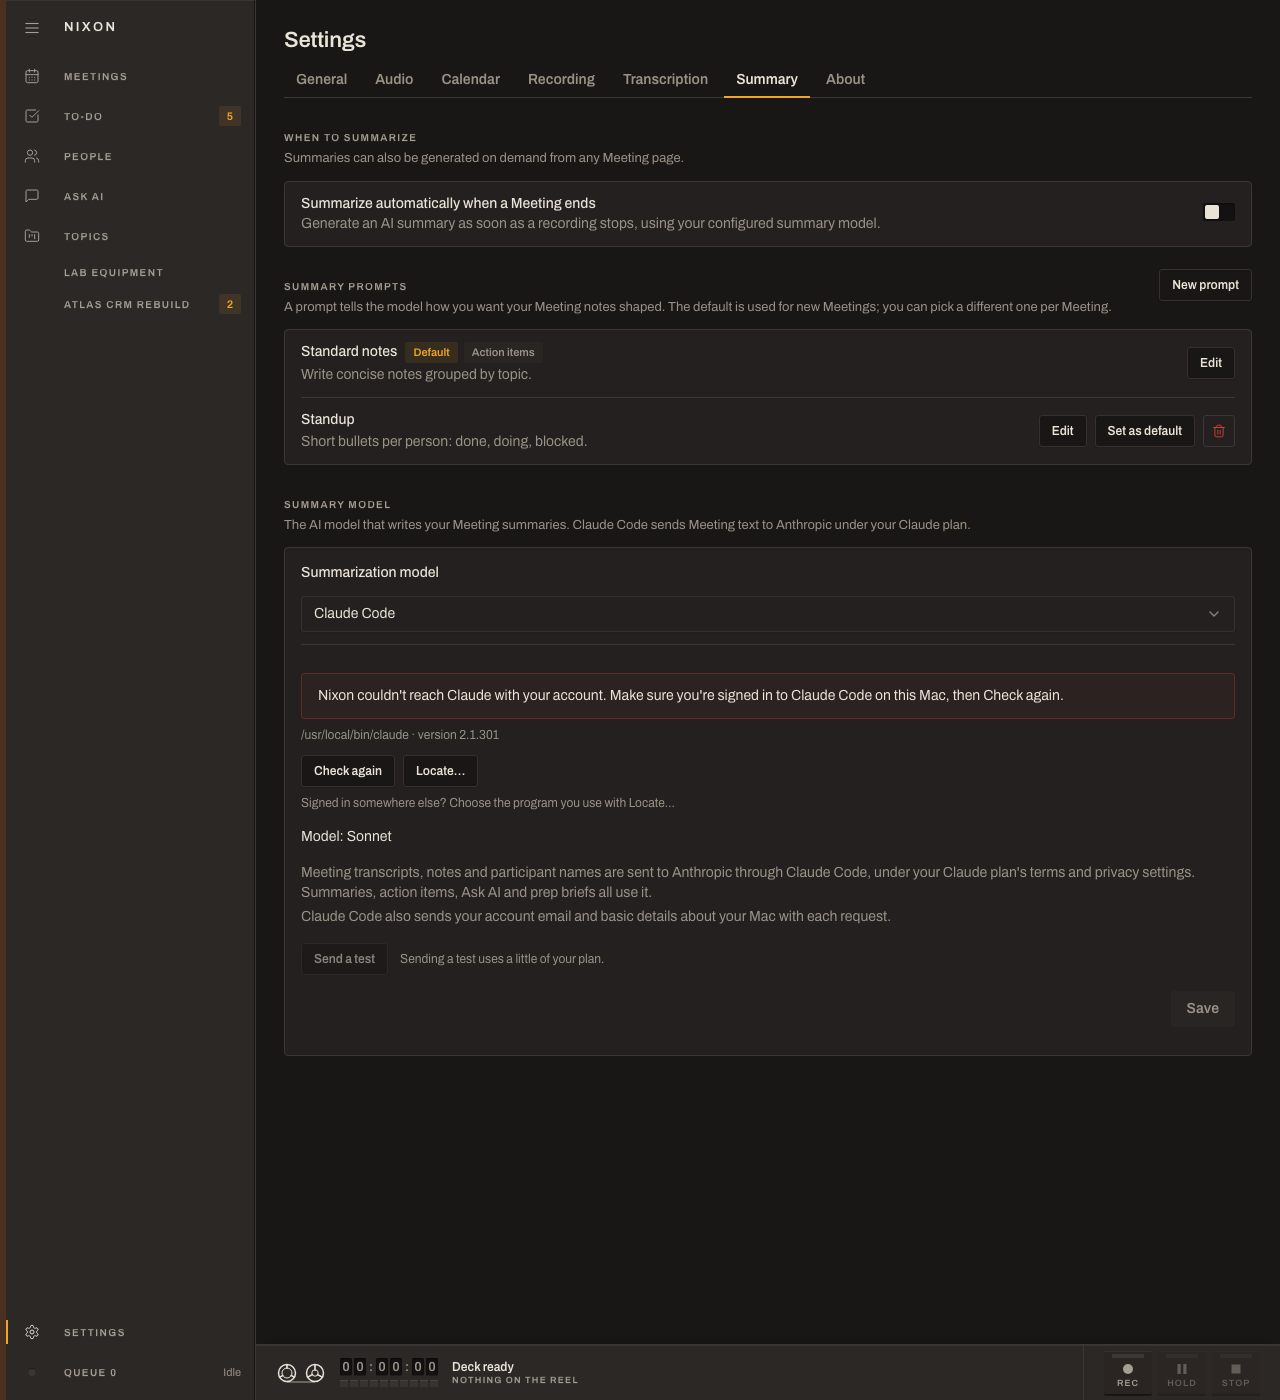 NIXON
MEETINGS
TO-DO
5
PEOPLE
ASK AI
TOPICS
LAB EQUIPMENT
ATLAS CRM REBUILD
2
SETTINGS
QUEUE 0
Idle
Settings
General
Audio
Calendar
Recording
Transcription
Summary
About
WHEN TO SUMMARIZE
Summaries can also be generated on demand from any Meeting page.
Summarize automatically when a Meeting ends
Generate an AI summary as soon as a recording stops, using your configured summary model.
SUMMARY PROMPTS
A prompt tells the model how you want your Meeting notes shaped. The default is used for new Meetings; you can pick a different one per Meeting.
New prompt
Standard notes
Default
Action items
Write concise notes grouped by topic.
Edit
Standup
Short bullets per person: done, doing, blocked.
Edit
Set as default
SUMMARY MODEL
The AI model that writes your Meeting summaries. Claude Code sends Meeting text to Anthropic under your Claude plan.
Summarization model
Claude Code
Nixon couldn't reach Claude with your account. Make sure you're signed in to Claude Code on this Mac, then Check again.
/usr/local/bin/claude · version 2.1.301
Check again
Locate...
Signed in somewhere else? Choose the program you use with Locate...
Model: Sonnet
Meeting transcripts, notes and participant names are sent to Anthropic through Claude Code, under your Claude plan's terms and privacy settings.
Summaries, action items, Ask AI and prep briefs all use it.
Claude Code also sends your account email and basic details about your Mac with each request.
Send a test
Sending a test uses a little of your plan.
Save
00:00:00
Deck ready
NOTHING ON THE REEL
REC
HOLD
STOP